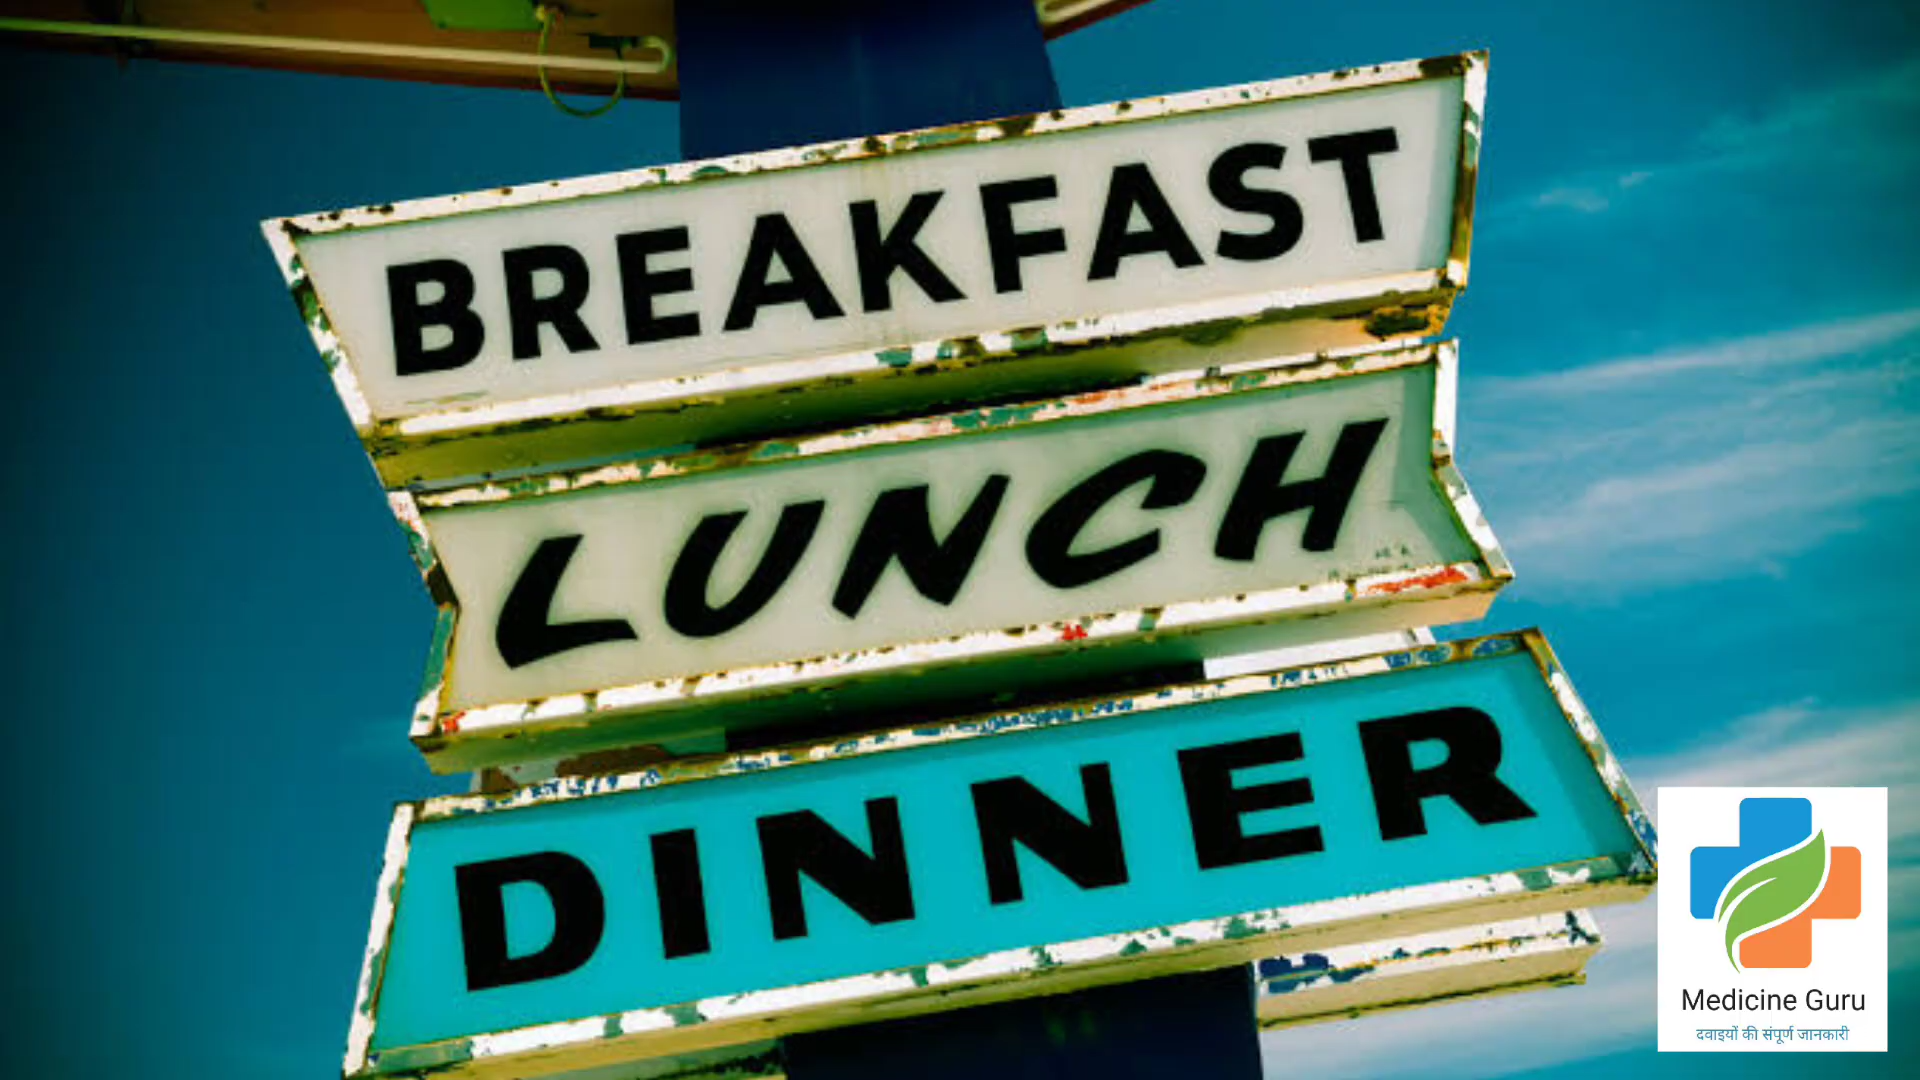 BREAKFAST
LUNCH
DINNER
Medicine Guru
दवाइयों की संपूर्ण जानकारी